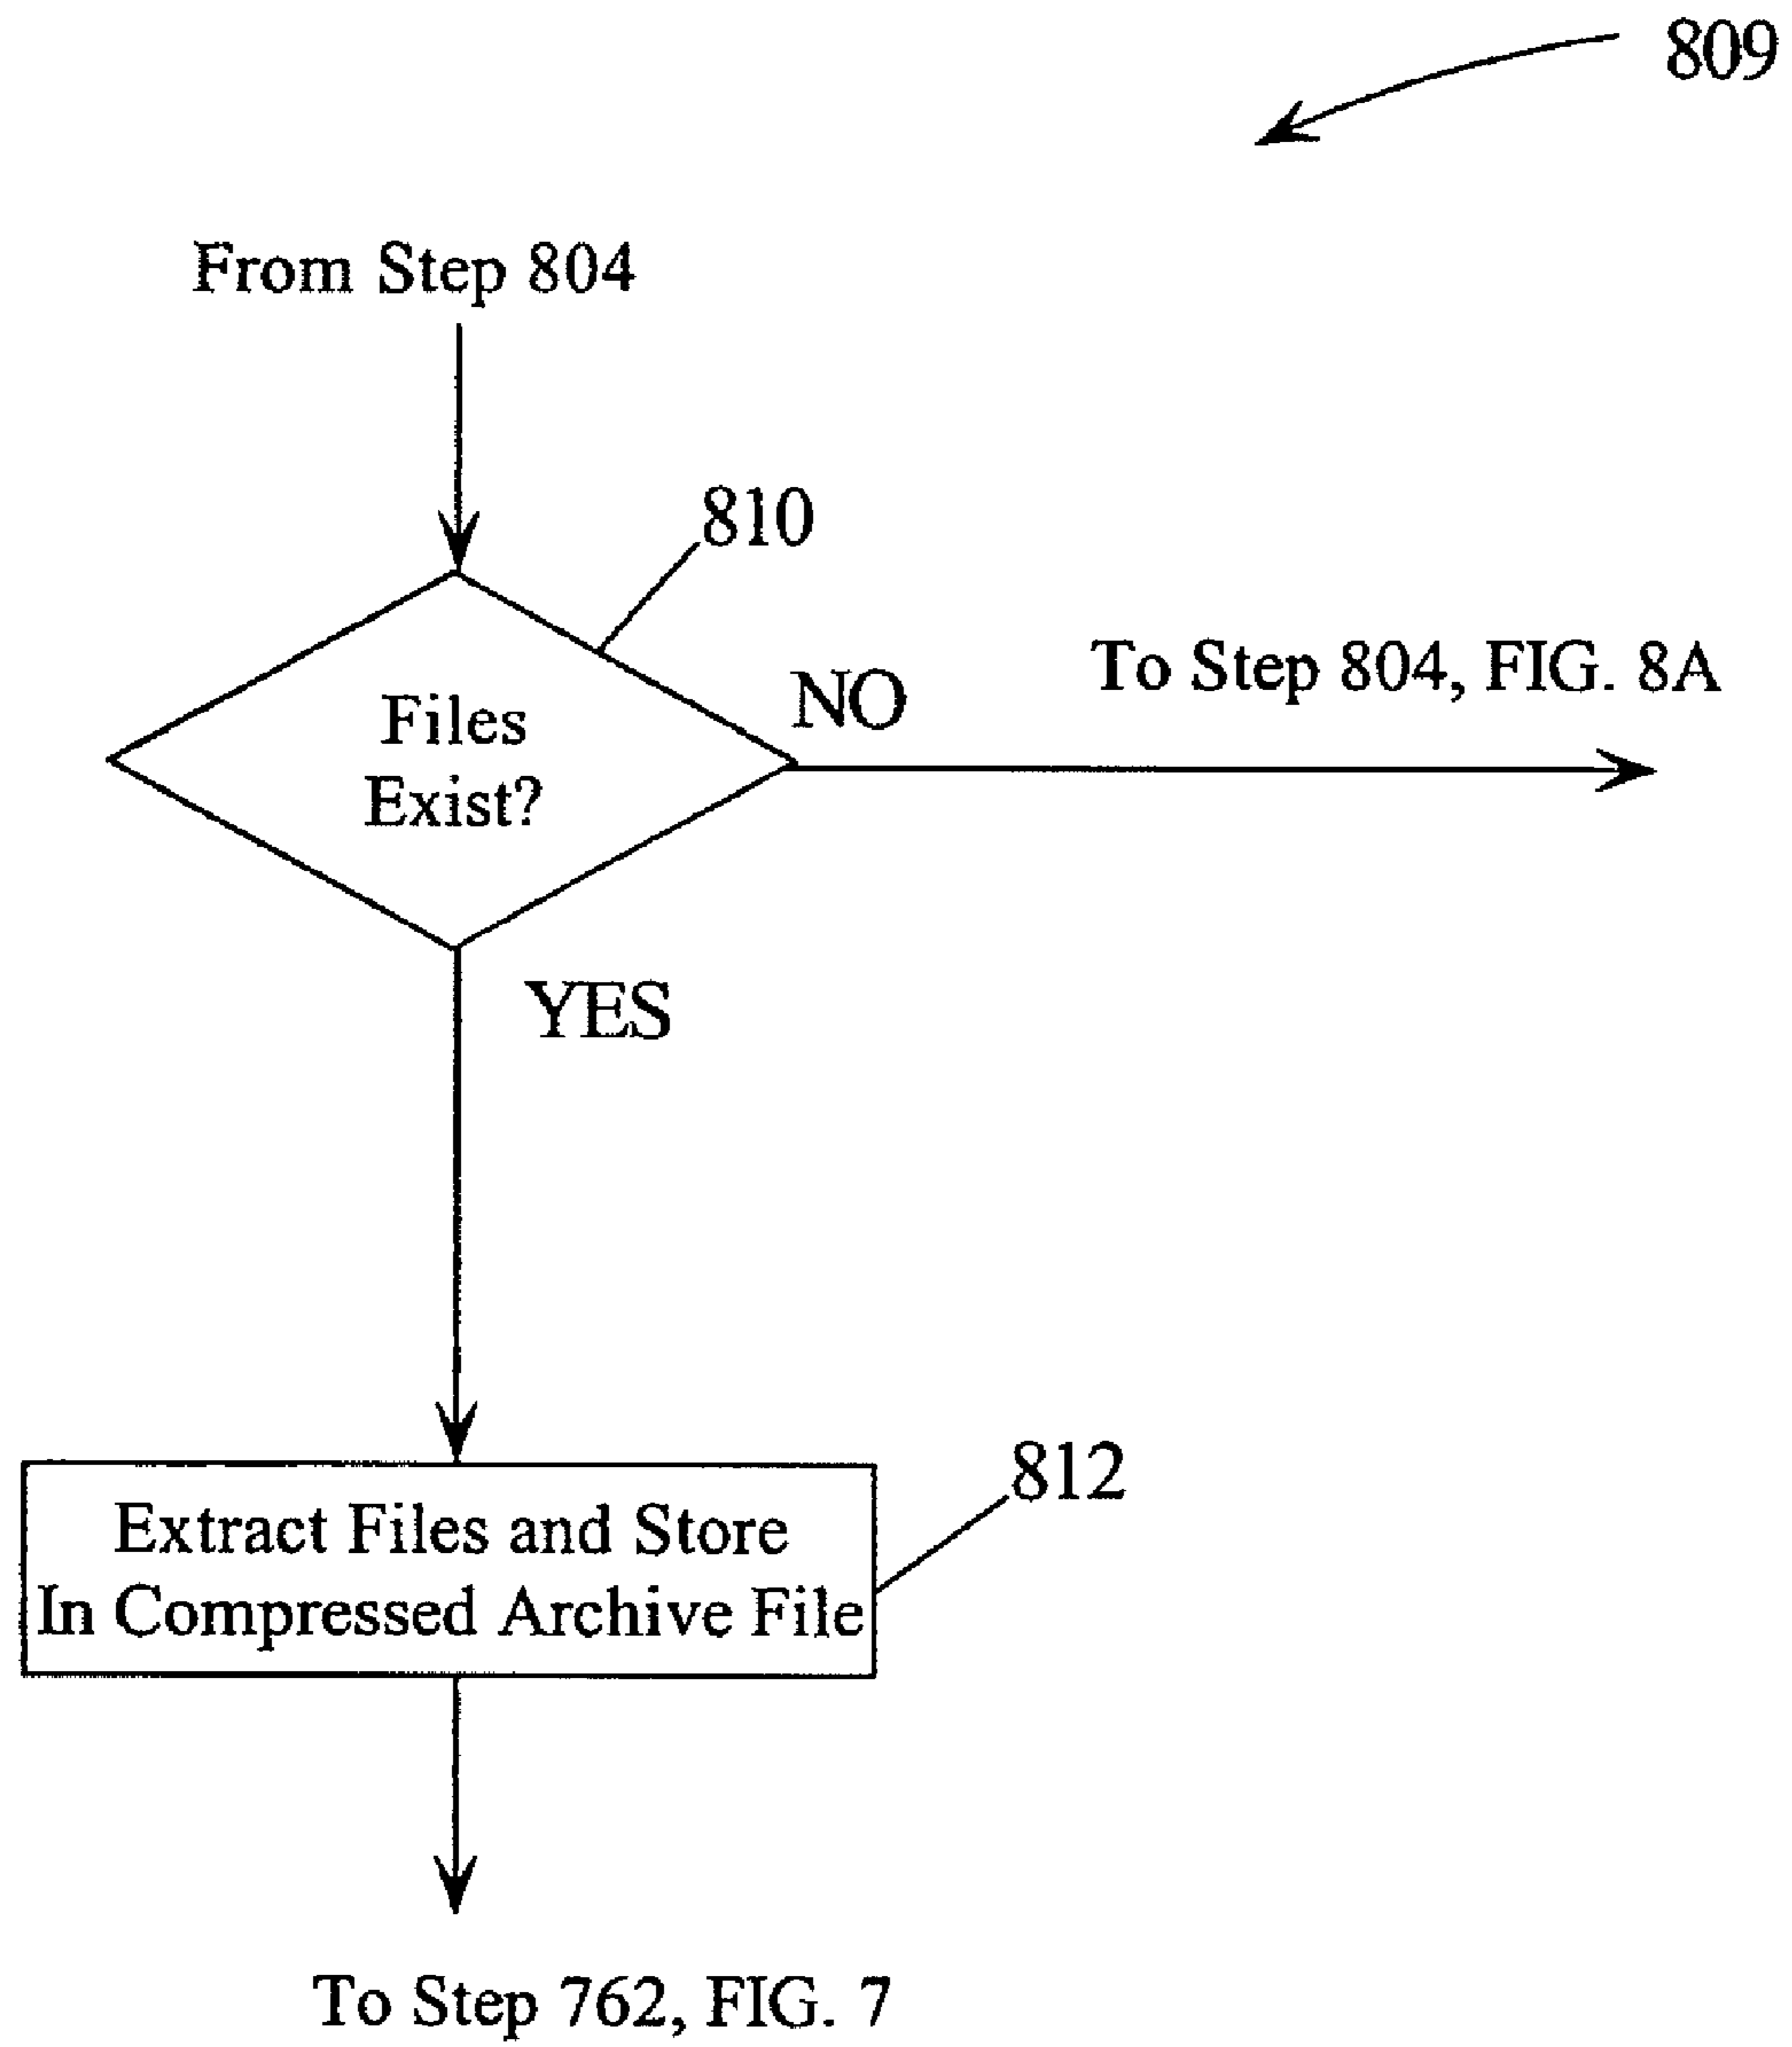 809
From Step 804
810
To Step 804, FIG. 8A
NO
Files
Exist?
YES
812
Extract Files and Store
In Compressed Archive File
To Step 762, FIG. 7